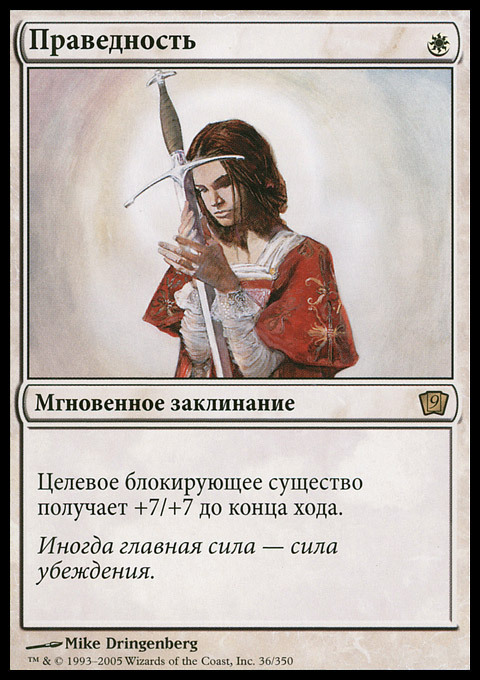 Праведность
Мгновенное заклинание
9
Целевое блокирующее существо
получает +7/+7 до конца хода.
Иногда главная сила — сила
убеждения.
Mike Dringenberg
™ & © 1993–2005 Wizards of the Coast, Inc. 36/350